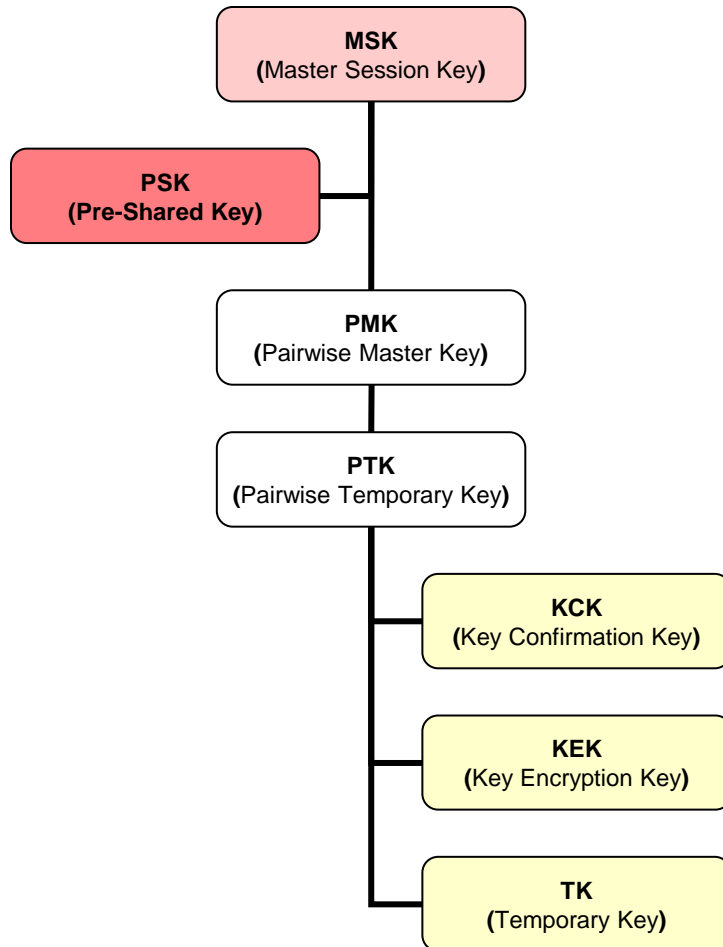 MSK
(Master Session Key)
PSK
(Pre-Shared Key)
PMK
(Pairwise Master Key)
PTK
(Pairwise Temporary Key)
KCK
(Key Confirmation Key)
KEK
(Key Encryption Key)
TK
(Temporary Key)